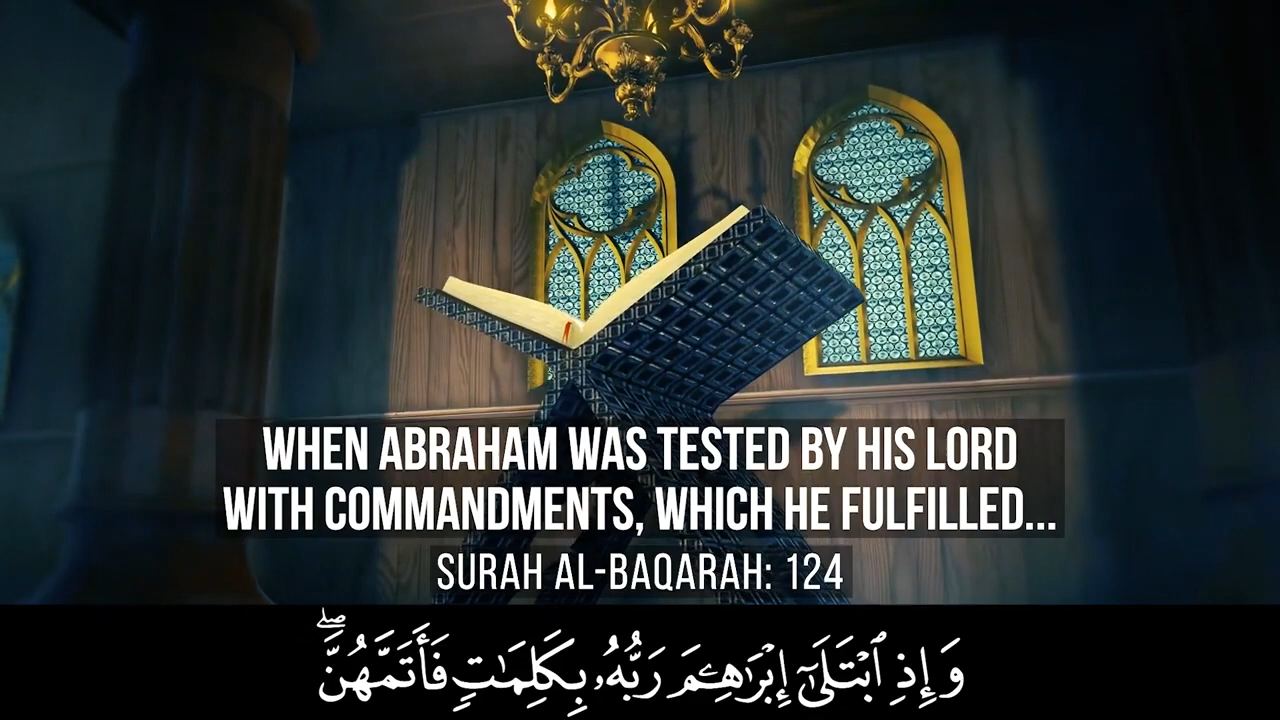 WHEN ABRAHAM WAS TESTED BY HIS LORD
WITH COMMANDMENTS, WHICH HE FULFILLED...
SURAH AL-BAQARAH: 124
وَإِذِ ٱبْتَلَىٰٓ إِبْرَٰهِـۧمَ رَبُّهُۥ بِكَلِمَـٰتٍ فَأَتَمَّهُنَّ ۖ